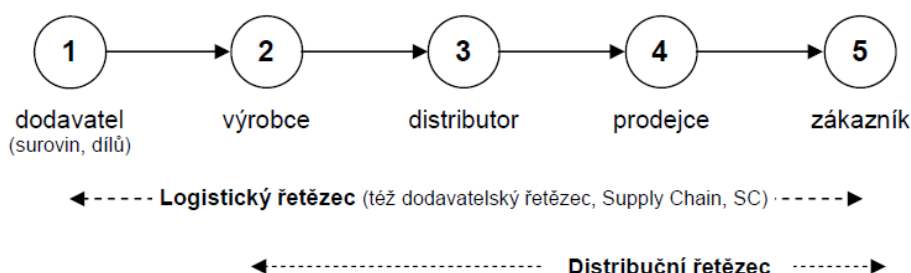 1 2 3 4 5
dodavatel výrobce distributor prodejce zákazník
(surovin, dílů)
Logistický řetězec (též dodavatelský řetězec, Supply Chain, SC)
Distribuční řetězec